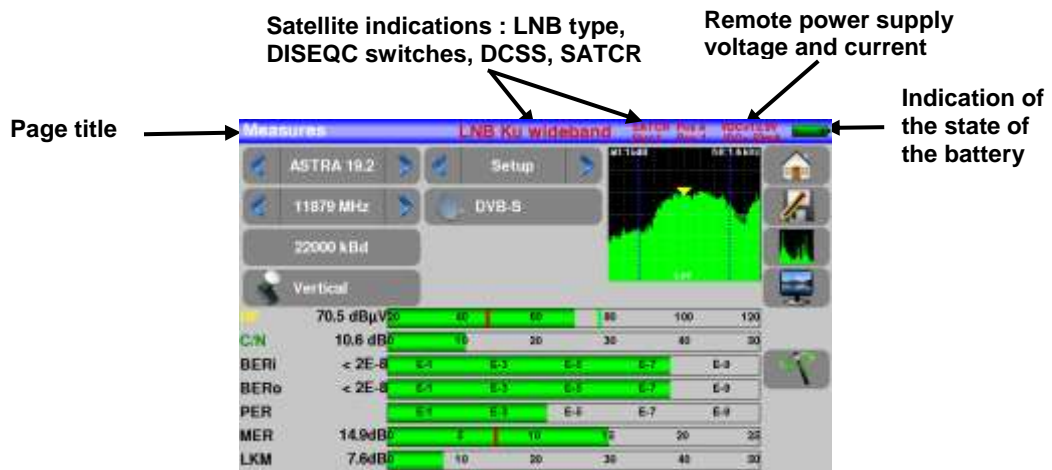 Satellite indications : LNB type,
DISEQC switches, DCSS, SATCR
Remote power supply
voltage and current
Indication of
the state of
the battery
Page title
Measures LNB Ku wideband SATCR
ASTRA 19.2 Setup
11879 MHz DVB-S
22000 kBd
Vertical
70.5 dBµV 20 40 60 80 100 120
C/N 10.6 dB 0 10 20 30 40 50
BERi < 2E-8 E-1 E-3 E-5 E-7 E-9
BERo < 2E-8 E-1 E-3 E-5 E-7 E-9
PER E-1 E-3 E-5 E-7 E-9
MER 14.9dB 0 5 10 15 20 25
LKM 7.6dB 0 10 20 30 40 50